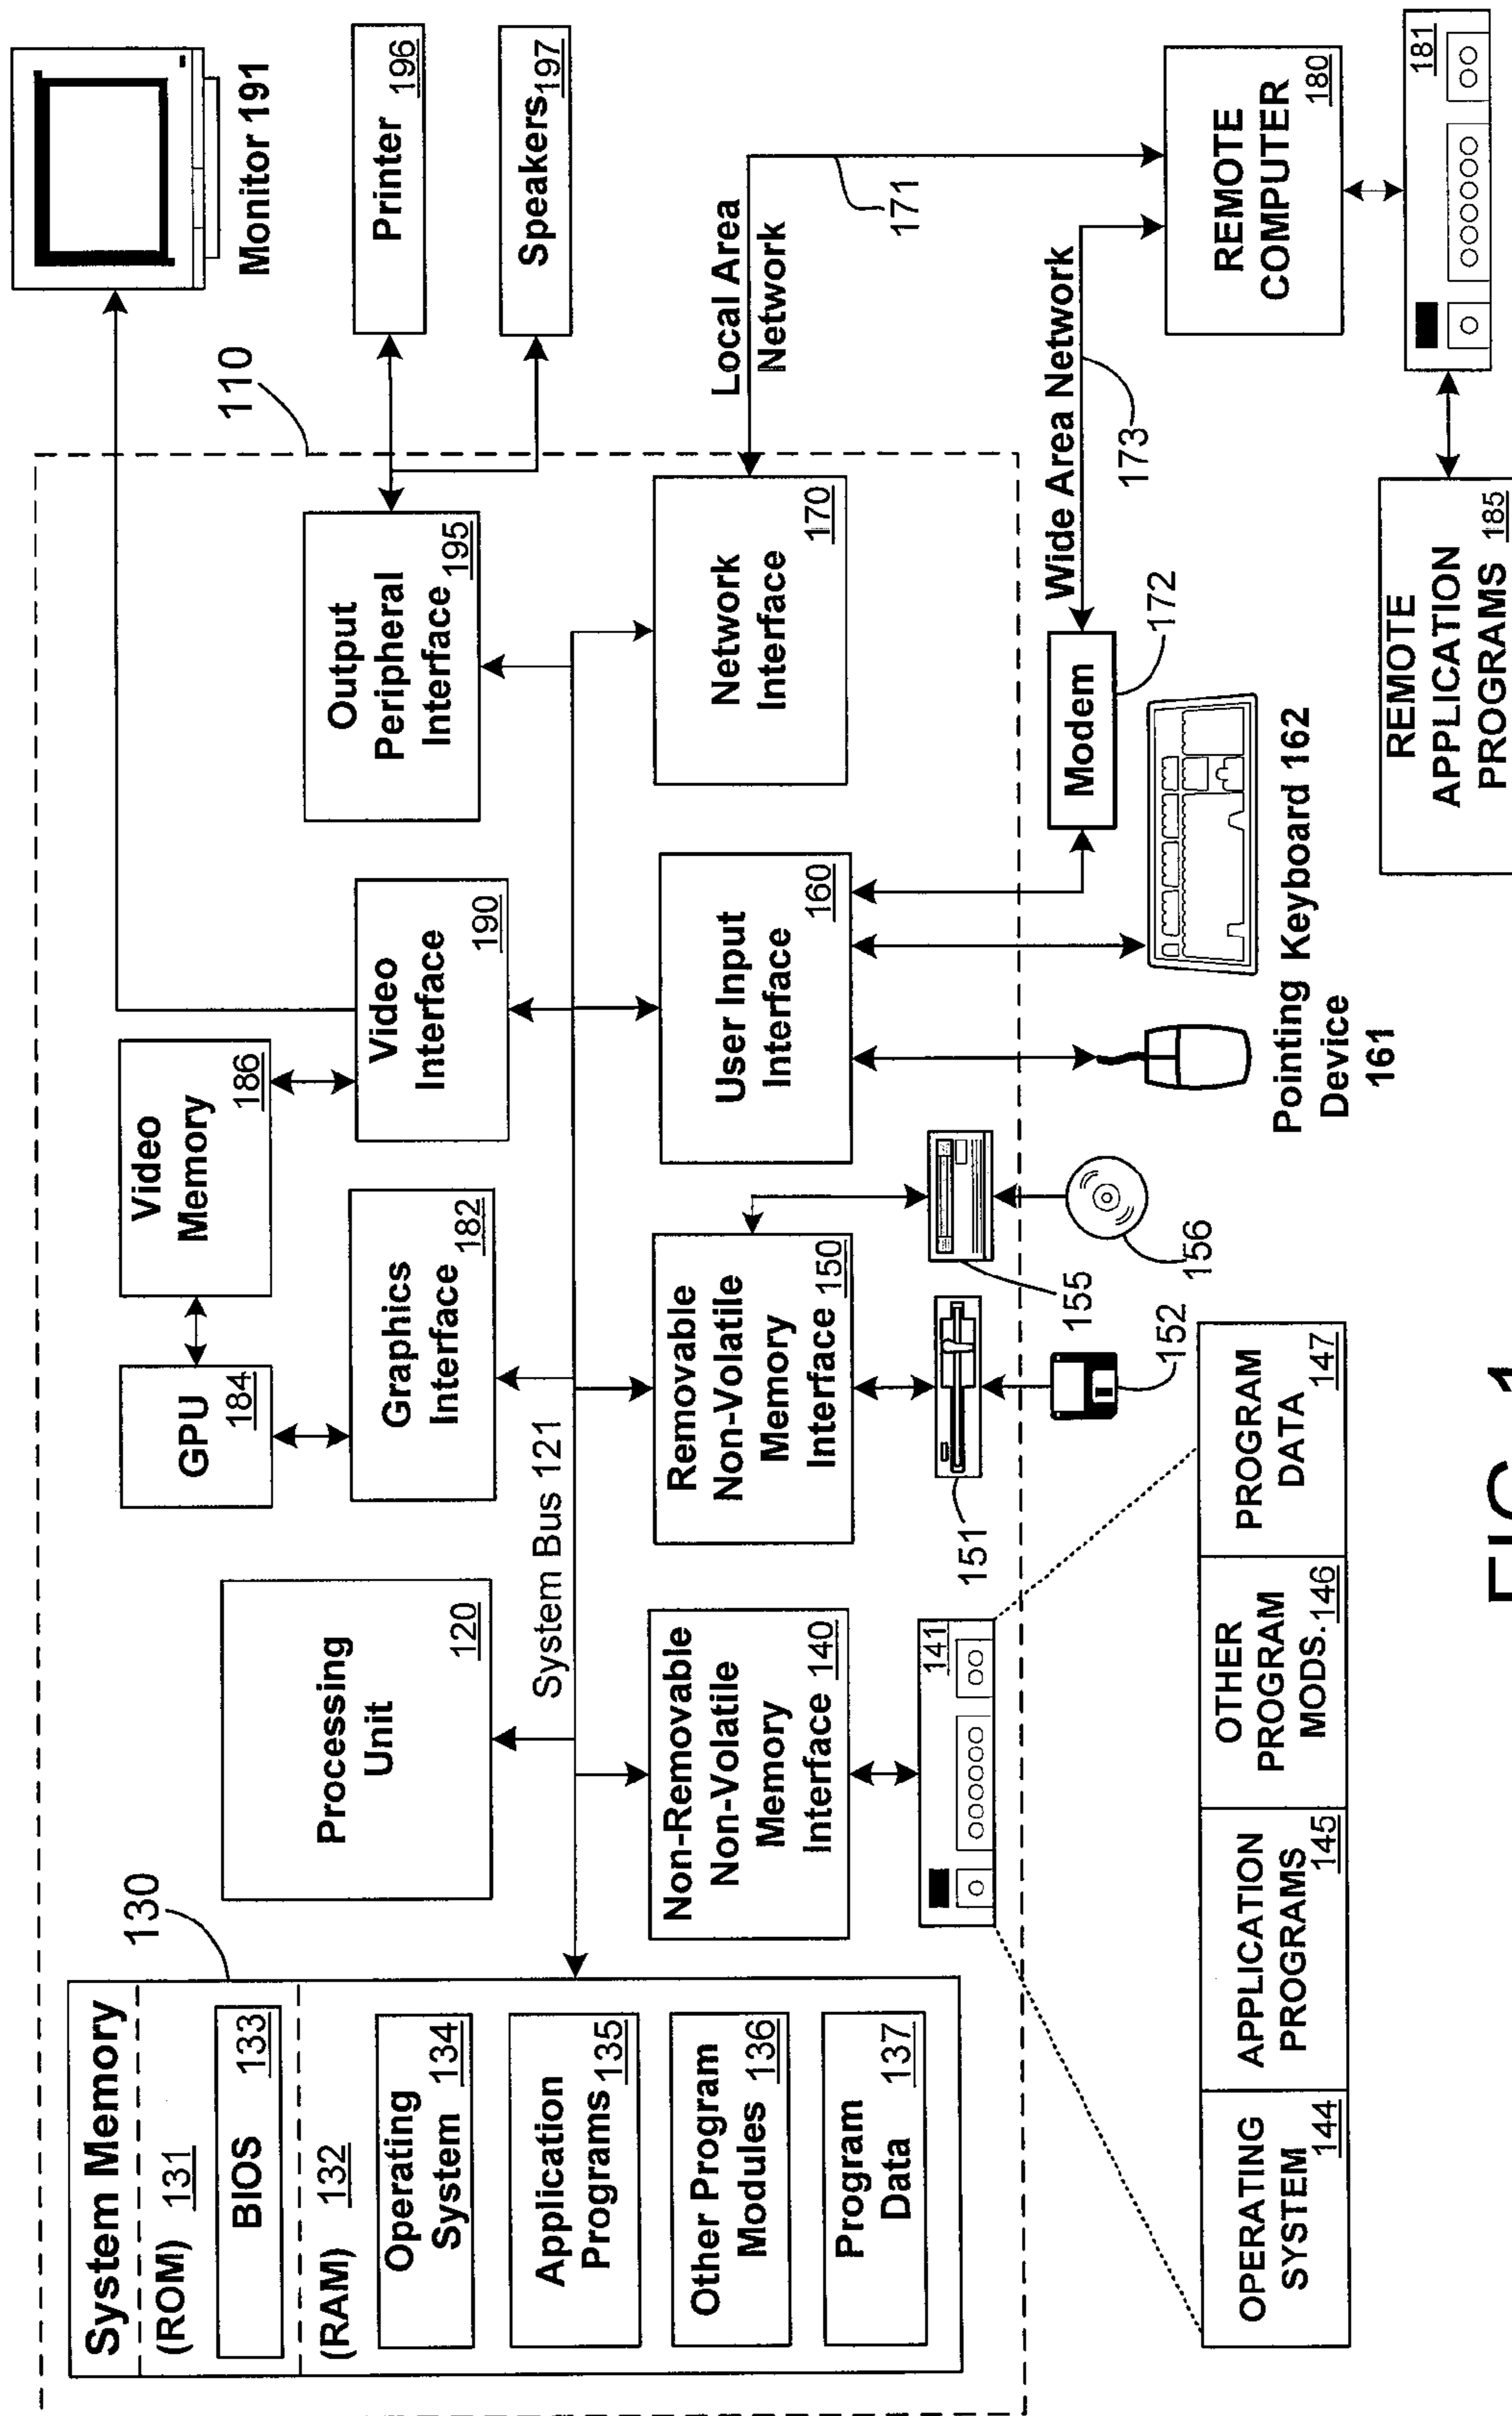 System Memory
(ROM) 131
BIOS 133
(RAM) 132
Operating
System 134
Application
Programs 135
Other Program
Modules 136
Program
Data 137
130
Processing
Unit
120
GPU
184
Video
Memory
186
Graphics
Interface
182
Video
Interface
190
Output
Peripheral
Interface 195
110
Monitor 191
Printer 196
Speakers 197
System Bus 121
Non-Removable
Non-Volatile
Memory
Interface 140
Removable
Non-Volatile
Memory
Interface 150
User Input
Interface
160
Network
Interface
170
Local Area
Network
171
141
151
155
152
156
Wide Area Network
173
Modem
172
Pointing
Device
161
Keyboard 162
REMOTE
COMPUTER
180
181
REMOTE
APPLICATION
PROGRAMS 185
OPERATING
SYSTEM 144
APPLICATION
PROGRAMS 145
OTHER
PROGRAM
MODS. 146
PROGRAM
DATA 147
FIG. 1